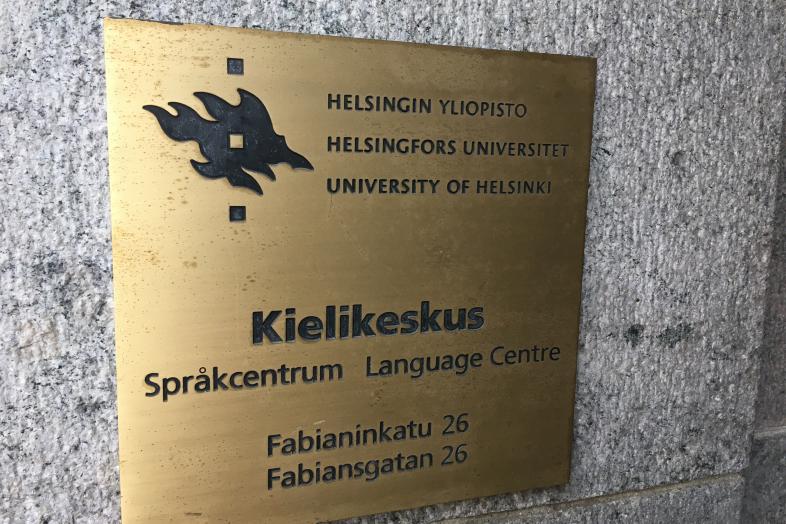 HELSINGIN YLIOPISTO
HELSINGFORS UNIVERSITET
UNIVERSITY OF HELSINKI
Kielikeskus
Språkcentrum Language Centre
Fabianinkatu 26
Fabiansgatan 26